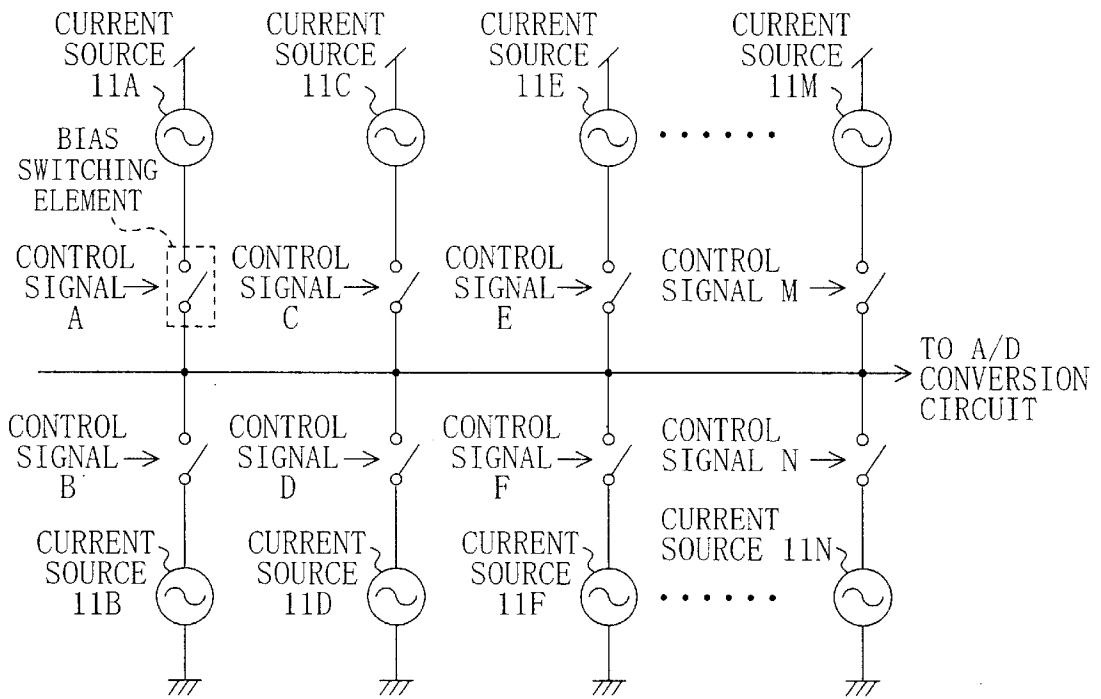 CURRENT
SOURCE
11A
CURRENT
SOURCE
11C
CURRENT
SOURCE
11E
CURRENT
SOURCE
11M
BIAS
SWITCHING
ELEMENT
CONTROL
SIGNAL
A
CONTROL
SIGNAL
C
CONTROL
SIGNAL
E
CONTROL
SIGNAL M
TO A/D
CONVERSION
CIRCUIT
CONTROL
SIGNAL
B
CONTROL
SIGNAL
D
CONTROL
SIGNAL
F
CONTROL
SIGNAL N
CURRENT
SOURCE
11B
CURRENT
SOURCE
11D
CURRENT
SOURCE
11F
CURRENT
SOURCE 11N